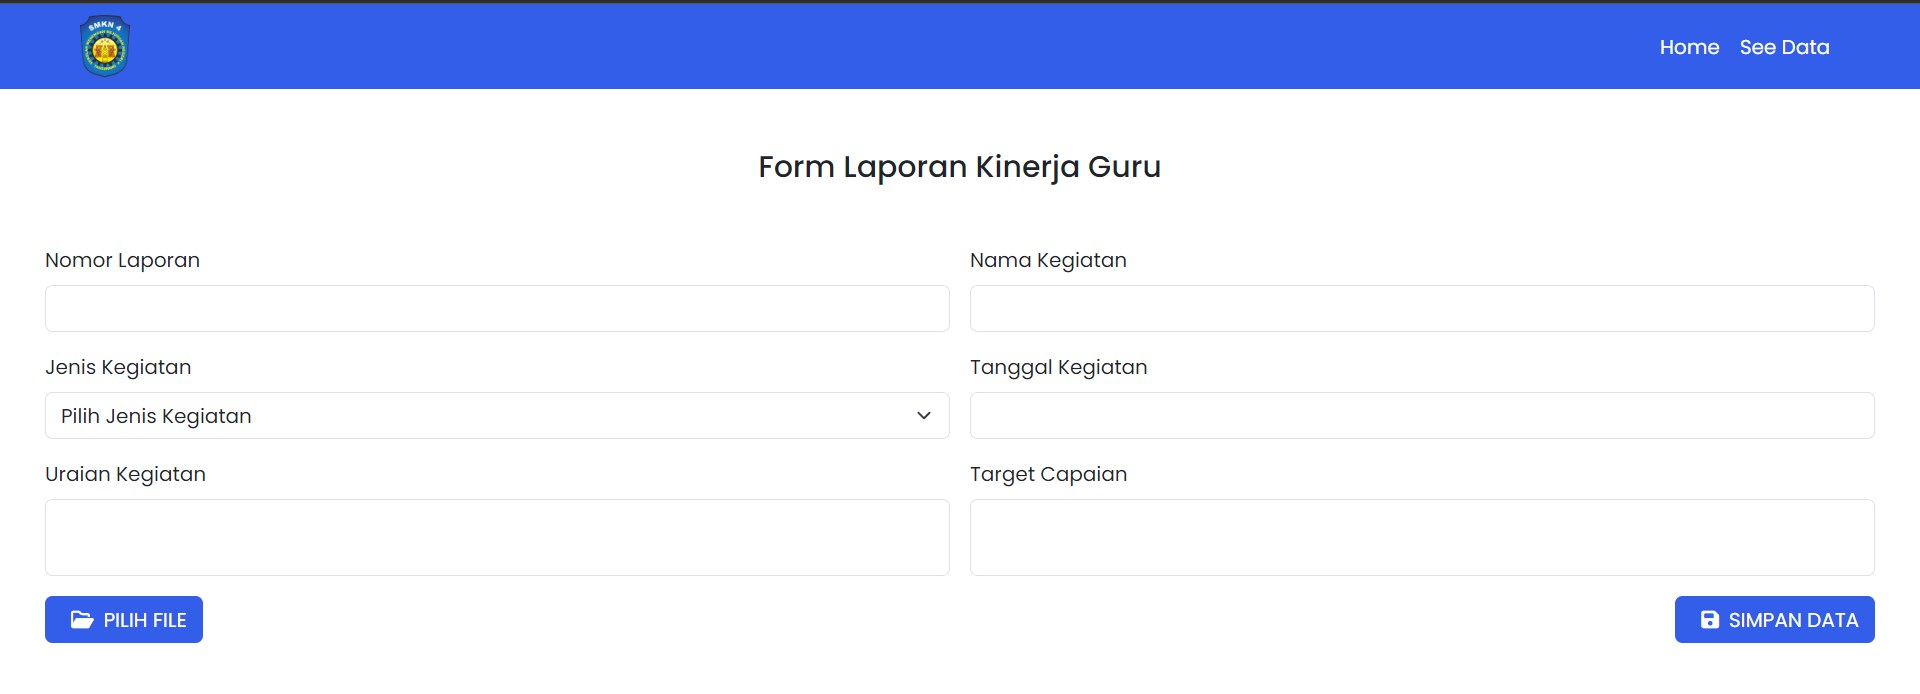 SMKN 4
Home See Data
Form Laporan Kinerja Guru
Nomor Laporan
Nama Kegiatan
Jenis Kegiatan
Pilih Jenis Kegiatan
Tanggal Kegiatan
Uraian Kegiatan
Target Capaian
PILIH FILE
SIMPAN DATA